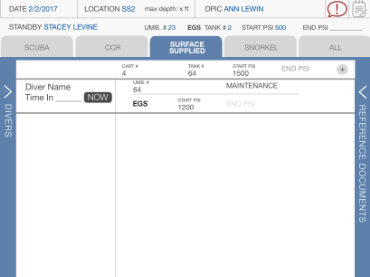 DATE 2/2/2017 LOCATION SS2 max depth: x ft DPIC ANN LEWIN
STANDBY STACEY LEVINE UMB. # 23 EGS TANK # 2 START PSI 500 END PSI
SCUBA CCR SURFACE SUPPLIED SNORKEL ALL
CART # 4 TANK # 64 START PSI 1500 END PSI +
Diver Name UMB. # 64 MAINTENANCE
Time In NOW EGS START PSI 1200 END PSI
DIVERS
REFERENCE DOCUMENTS